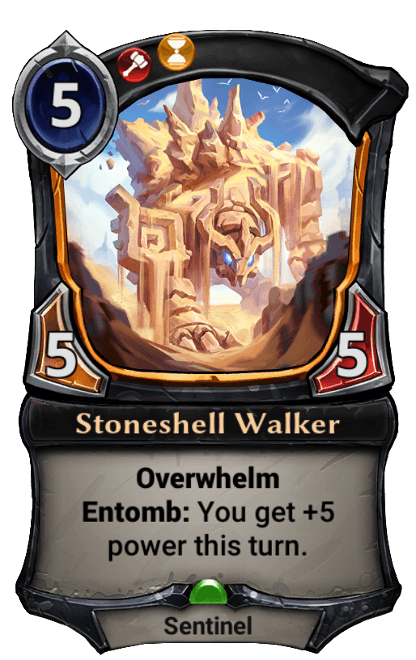 5
5
5
Stoneshell Walker
Overwhelm
Entomb: You get +5
power this turn.
Sentinel